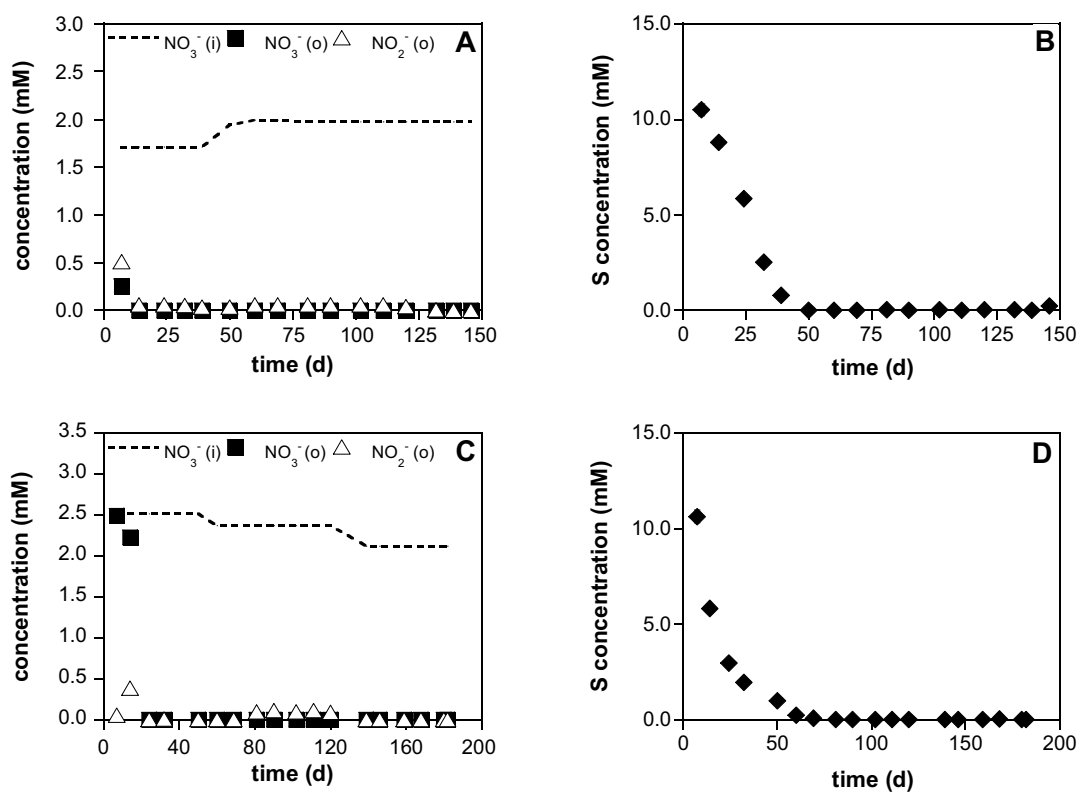 3.0
2.5
2.0
1.5
1.0
0.5
0.0
concentration (mM)
NO₃⁻ (i) NO₃⁻ (o) NO₂⁻ (o) A
0 25 50 75 100 125 150
time (d)
15.0
10.0
5.0
0.0
S concentration (mM)
B
0 25 50 75 100 125 150
time (d)
3.5
3.0
2.5
2.0
1.5
1.0
0.5
0.0
concentration (mM)
NO₃⁻ (i) NO₃⁻ (o) NO₂⁻ (o) C
0 40 80 120 160 200
time (d)
15.0
10.0
5.0
0.0
S concentration (mM)
D
0 50 100 150 200
time (d)